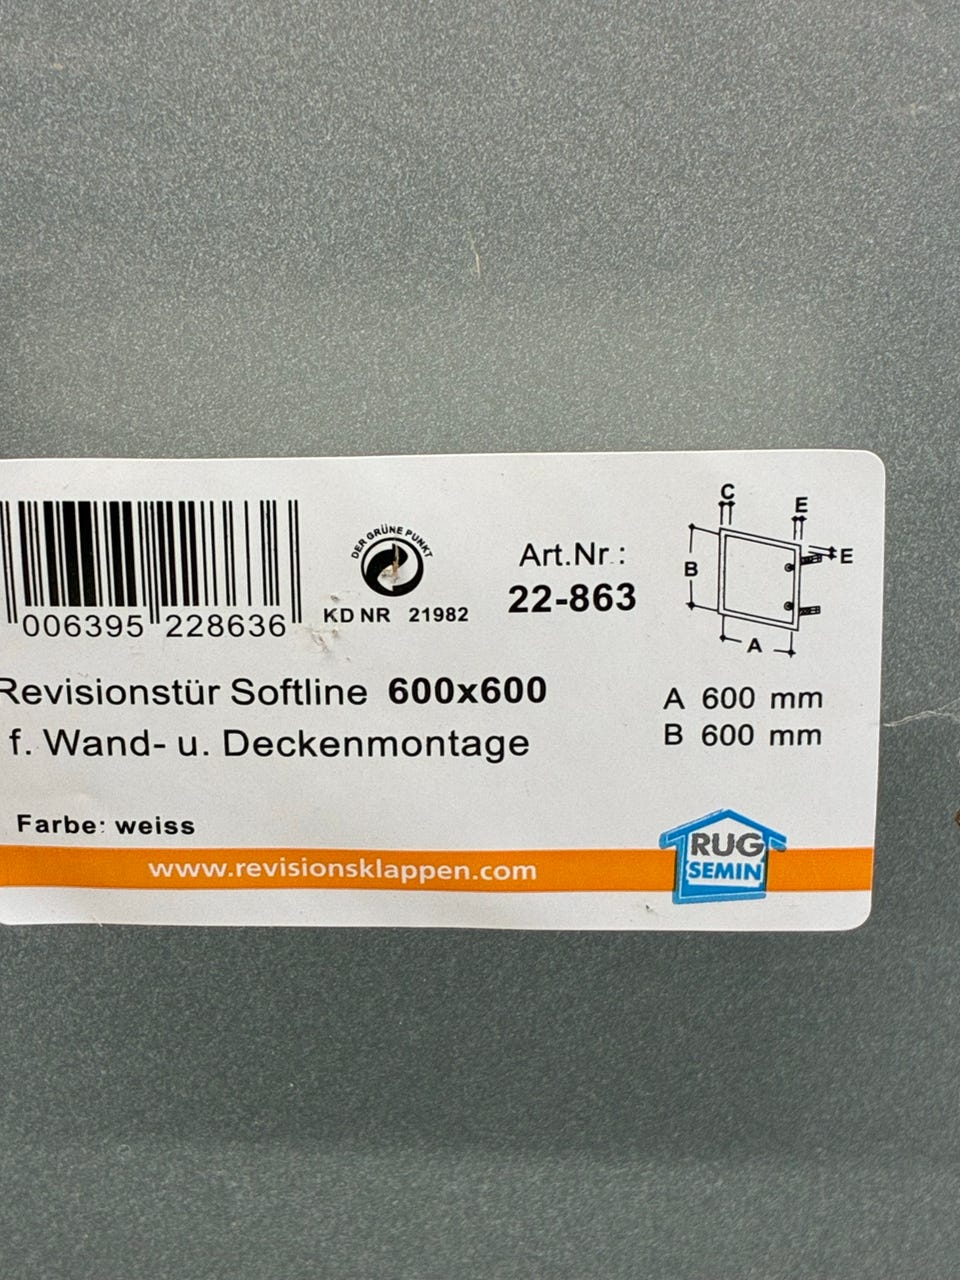 C
E
E
B
A
DER GRÜNE PUNKT
Art.Nr.:
22-863
KD NR 21982
006395 228636
Revisionstür Softline 600x600
f. Wand- u. Deckenmontage
A 600 mm
B 600 mm
Farbe: weiss
www.revisionsklappen.com
RUG
SEMIN